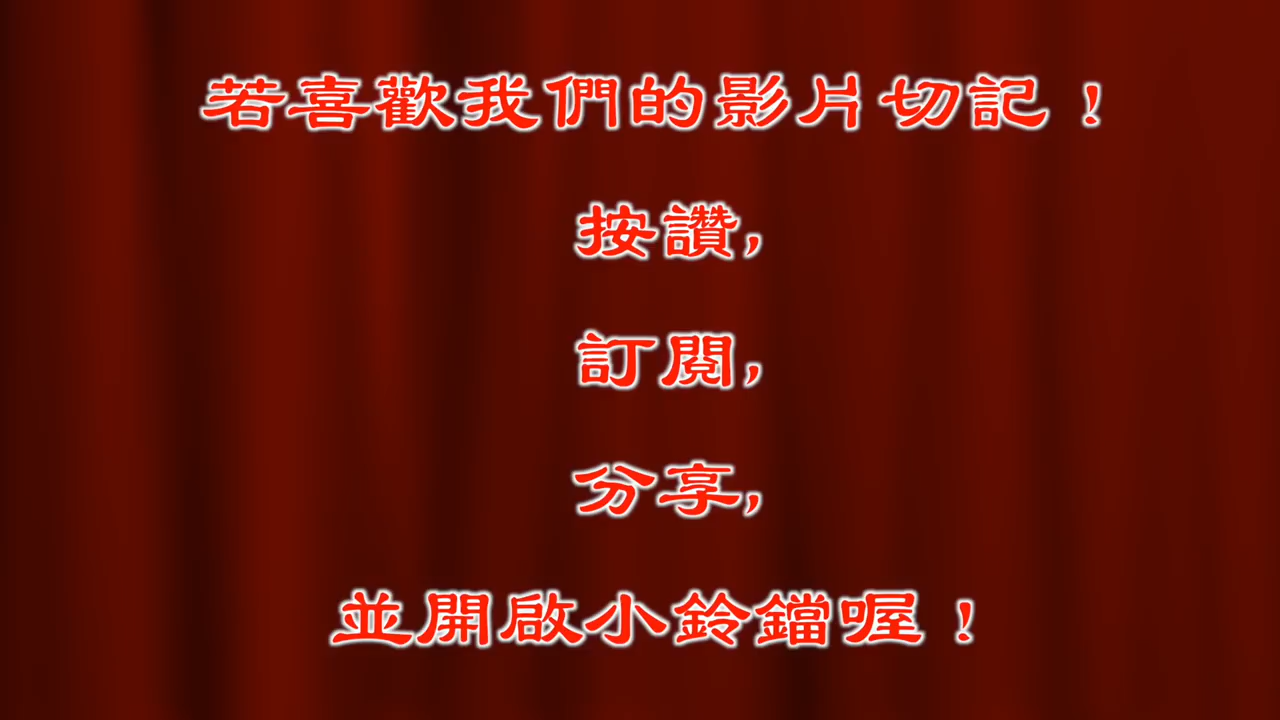 若喜歡我們的影片切記！
按讚,
訂閱,
分享,
並開啟小鈴鐺喔！